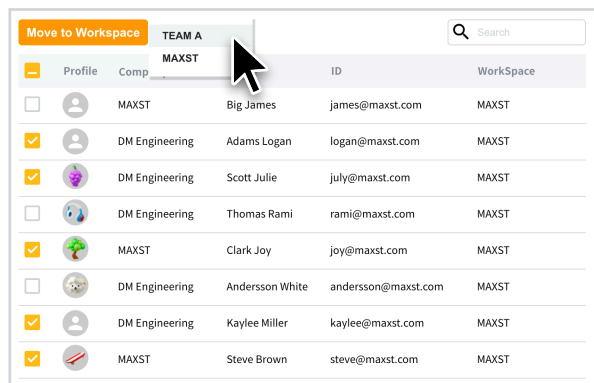 Move to Workspace
TEAM A
MAXST
Search
Profile ID WorkSpace
MAXST Big James james@maxst.com MAXST
DM Engineering Adams Logan logan@maxst.com MAXST
DM Engineering Scott Julie july@maxst.com MAXST
DM Engineering Thomas Rami rami@maxst.com MAXST
MAXST Clark Joy joy@maxst.com MAXST
DM Engineering Andersson White andersson@maxst.com MAXST
DM Engineering Kaylee Miller kaylee@maxst.com MAXST
MAXST Steve Brown steve@maxst.com MAXST